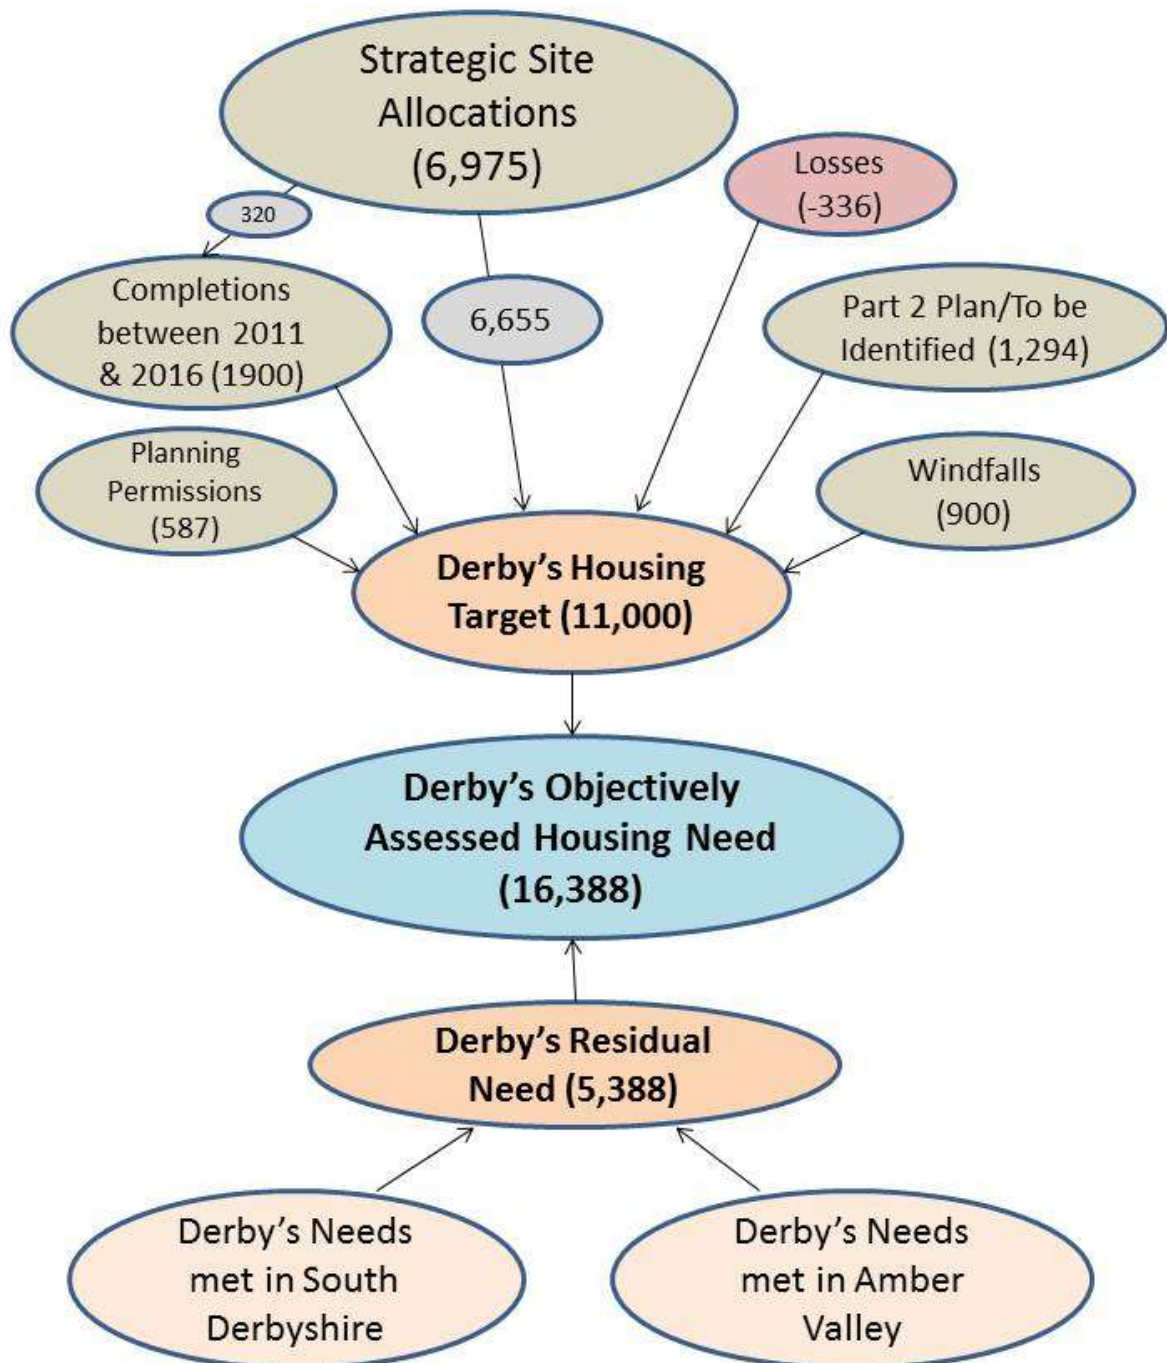 Strategic Site
Allocations
(6,975)
Losses
(-336)
320
Completions
between 2011
& 2016 (1900)
6,655
Part 2 Plan/To be
Identified (1,294)
Planning
Permissions
(587)
Windfalls
(900)
Derby's Housing
Target (11,000)
Derby's Objectively
Assessed Housing Need
(16,388)
Derby's Residual
Need (5,388)
Derby's Needs
met in South
Derbyshire
Derby's Needs
met in Amber
Valley